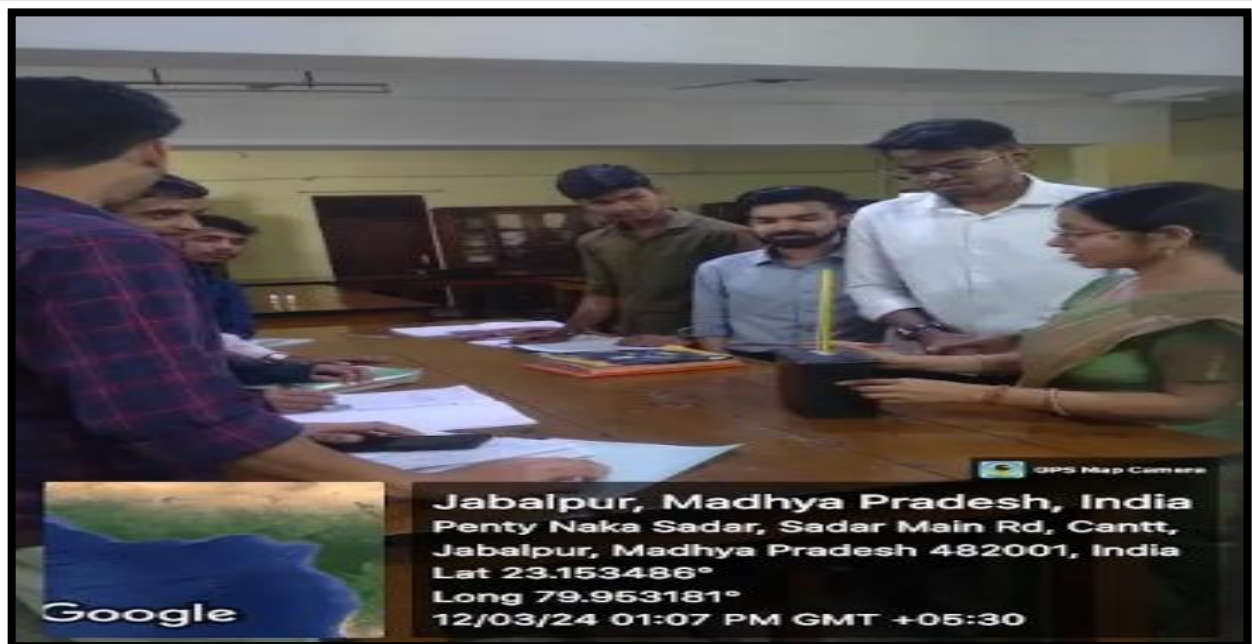 GPS Map Camera
Jabalpur, Madhya Pradesh, India
Penty Naka Sadar, Sadar Main Rd, Cantt,
Jabalpur, Madhya Pradesh 482001, India
Lat 23.153486°
Long 79.953181°
12/03/24 01:07 PM GMT +05:30
Google